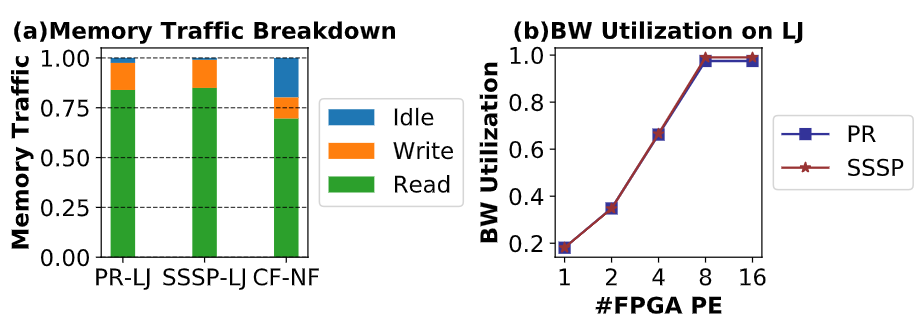 (a)Memory Traffic Breakdown
Memory Traffic
1.00
0.75
0.50
0.25
0.00
PR-LJ SSSP-LJ CF-NF
Idle
Write
Read
(b)BW Utilization on LJ
BW Utilization
1.0
0.8
0.6
0.4
0.2
1 2 4 8 16
#FPGA PE
PR
SSSP